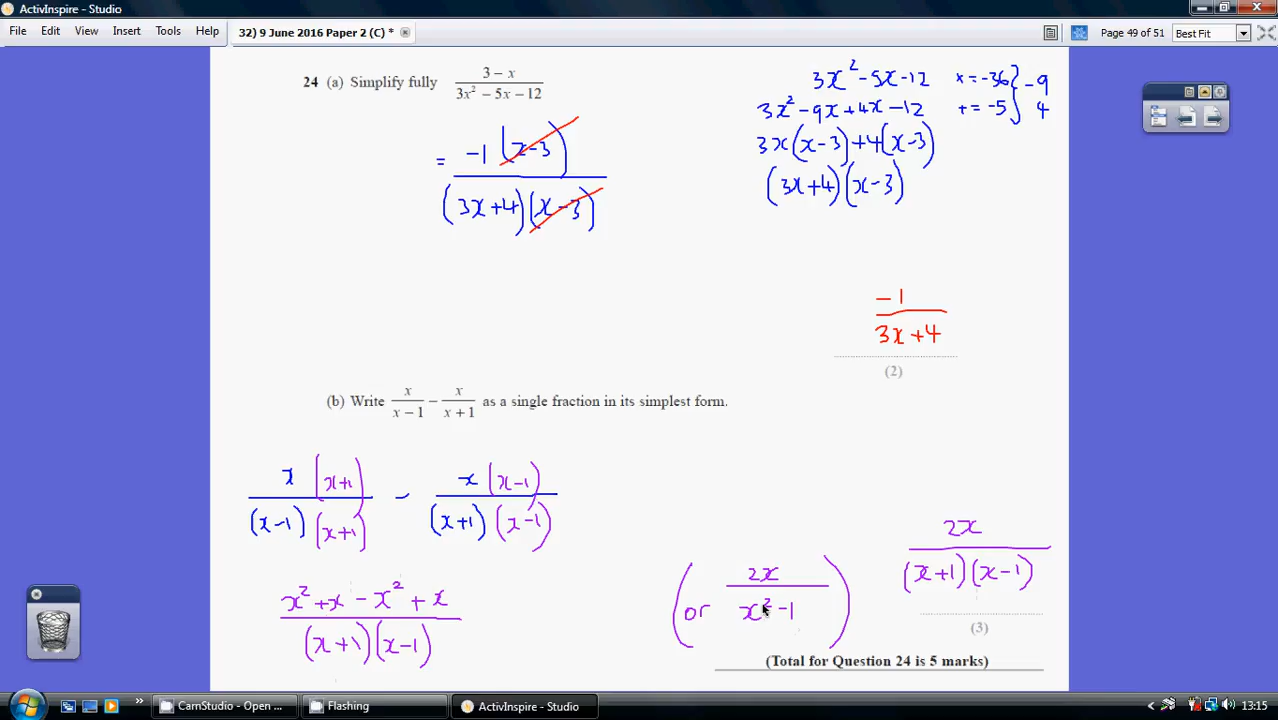 ActivInspire - Studio
File Edit View Insert Tools Help 32) 9 June 2016 Paper 2 (C) * Page 49 of 51 Best Fit
24 (a) Simplify fully (3 − x)/(3x² − 5x − 12)
3x² - 5x - 12 x = -36 } -9
3x² - 9x + 4x - 12 + = -5 } 4
3x(x-3) + 4(x-3)
(3x+4)(x-3)
= -1(x-3)/((3x+4)(x-3))
-1/(3x+4)
(2)
(b) Write x/(x − 1) − x/(x + 1) as a single fraction in its simplest form.
x(x+1)/((x-1)(x+1)) - x(x-1)/((x+1)(x-1))
(x² + x - x² + x)/((x+1)(x-1))
(or 2x/(x²-1))
2x/((x+1)(x-1))
(3)
(Total for Question 24 is 5 marks)
CamStudio - Open ... Flashing ActivInspire - Studio 13:15